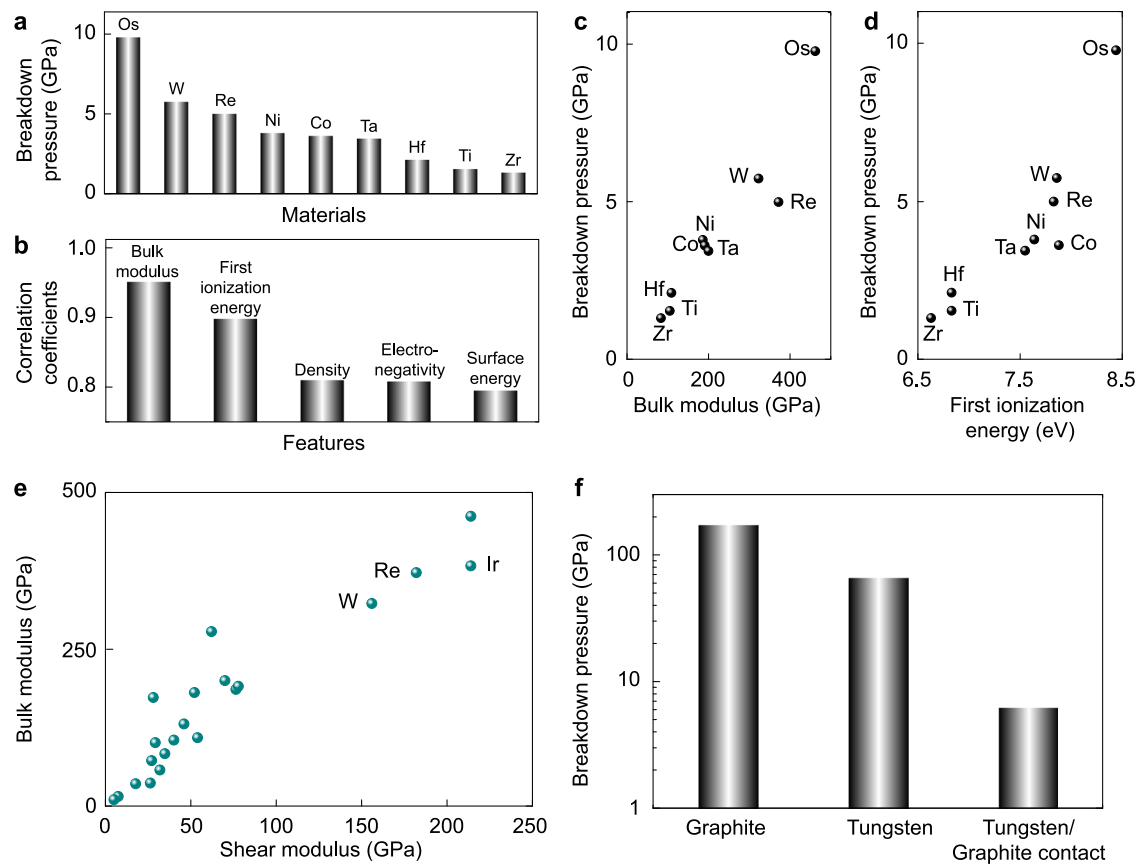 a
Breakdown
pressure (GPa)
10
5
0
Os
W
Re
Ni
Co
Ta
Hf
Ti
Zr
Materials
b
Correlation
coefficients
1.0
0.9
0.8
Bulk
modulus
First
ionization
energy
Density
Electro-
negativity
Surface
energy
Features
c
Breakdown pressure (GPa)
10
5
0
Os
W
Re
Ni
Co
Ta
Hf
Ti
Zr
0
200
400
Bulk modulus (GPa)
d
Breakdown pressure (GPa)
10
5
0
Os
W
Re
Ni
Ta
Co
Hf
Ti
Zr
6.5
7.5
8.5
First ionization
energy (eV)
e
Bulk modulus (GPa)
500
250
0
Ir
Re
W
0
50
100
150
200
250
Shear modulus (GPa)
f
Breakdown pressure (GPa)
100
10
1
Graphite
Tungsten
Tungsten/
Graphite contact